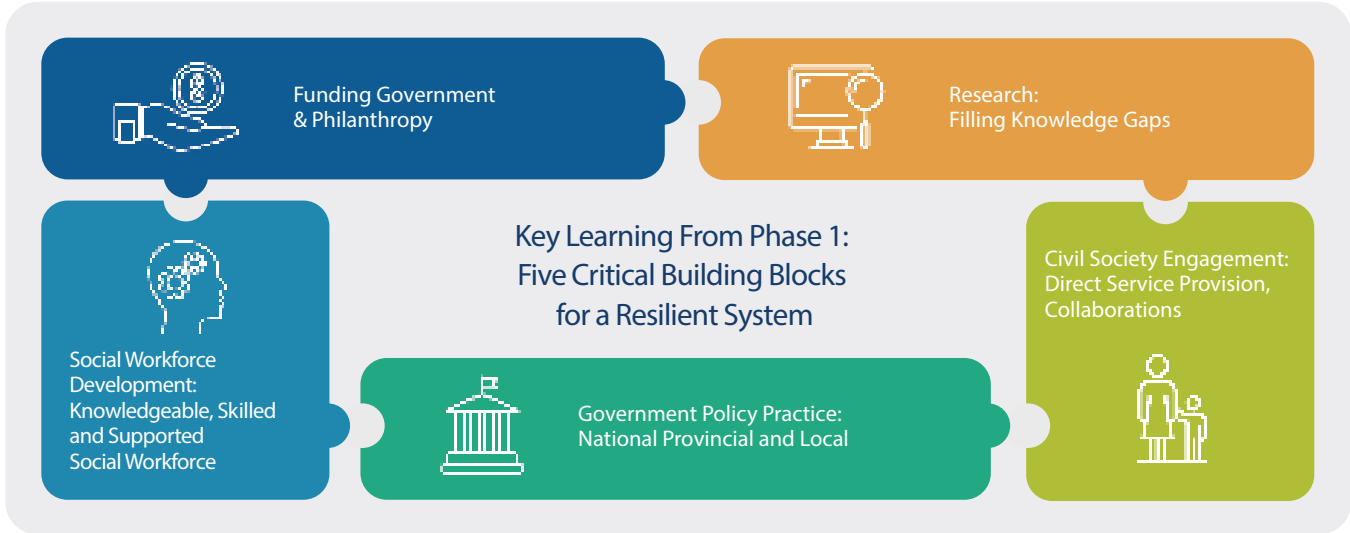 Funding Government
& Philanthropy
Research:
Filling Knowledge Gaps
Key Learning From Phase 1:
Five Critical Building Blocks
for a Resilient System
Civil Society Engagement:
Direct Service Provision,
Collaborations
Social Workforce
Development:
Knowledgeable, Skilled
and Supported
Social Workforce
Government Policy Practice:
National Provincial and Local